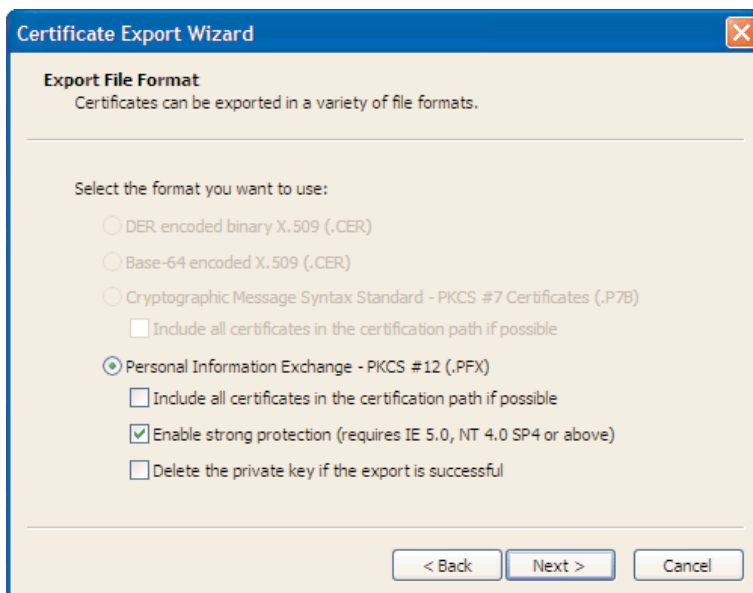 Certificate Export Wizard
Export File Format
Certificates can be exported in a variety of file formats.
Select the format you want to use:
DER encoded binary X.509 (.CER)
Base-64 encoded X.509 (.CER)
Cryptographic Message Syntax Standard - PKCS #7 Certificates (.P7B)
Include all certificates in the certification path if possible
Personal Information Exchange - PKCS #12 (.PFX)
Include all certificates in the certification path if possible
Enable strong protection (requires IE 5.0, NT 4.0 SP4 or above)
Delete the private key if the export is successful
< Back Next > Cancel